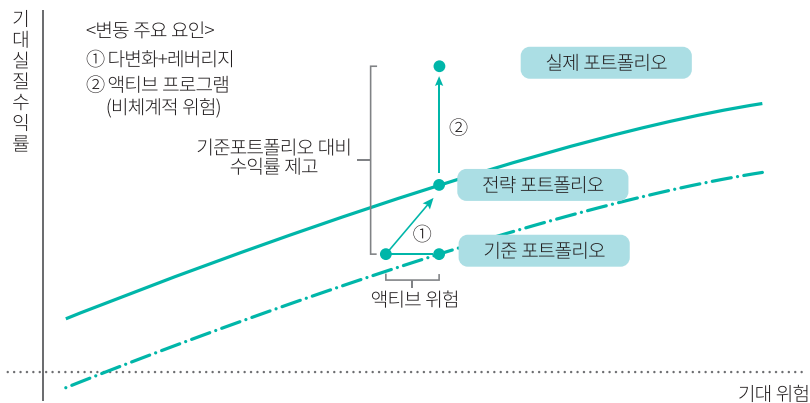 기대실질수익률
<변동 주요 요인>
① 다변화+레버리지
② 액티브 프로그램
(비체계적 위험)
실제 포트폴리오
②
기준포트폴리오 대비
수익률 제고
전략 포트폴리오
①
기준 포트폴리오
액티브 위험
기대 위험